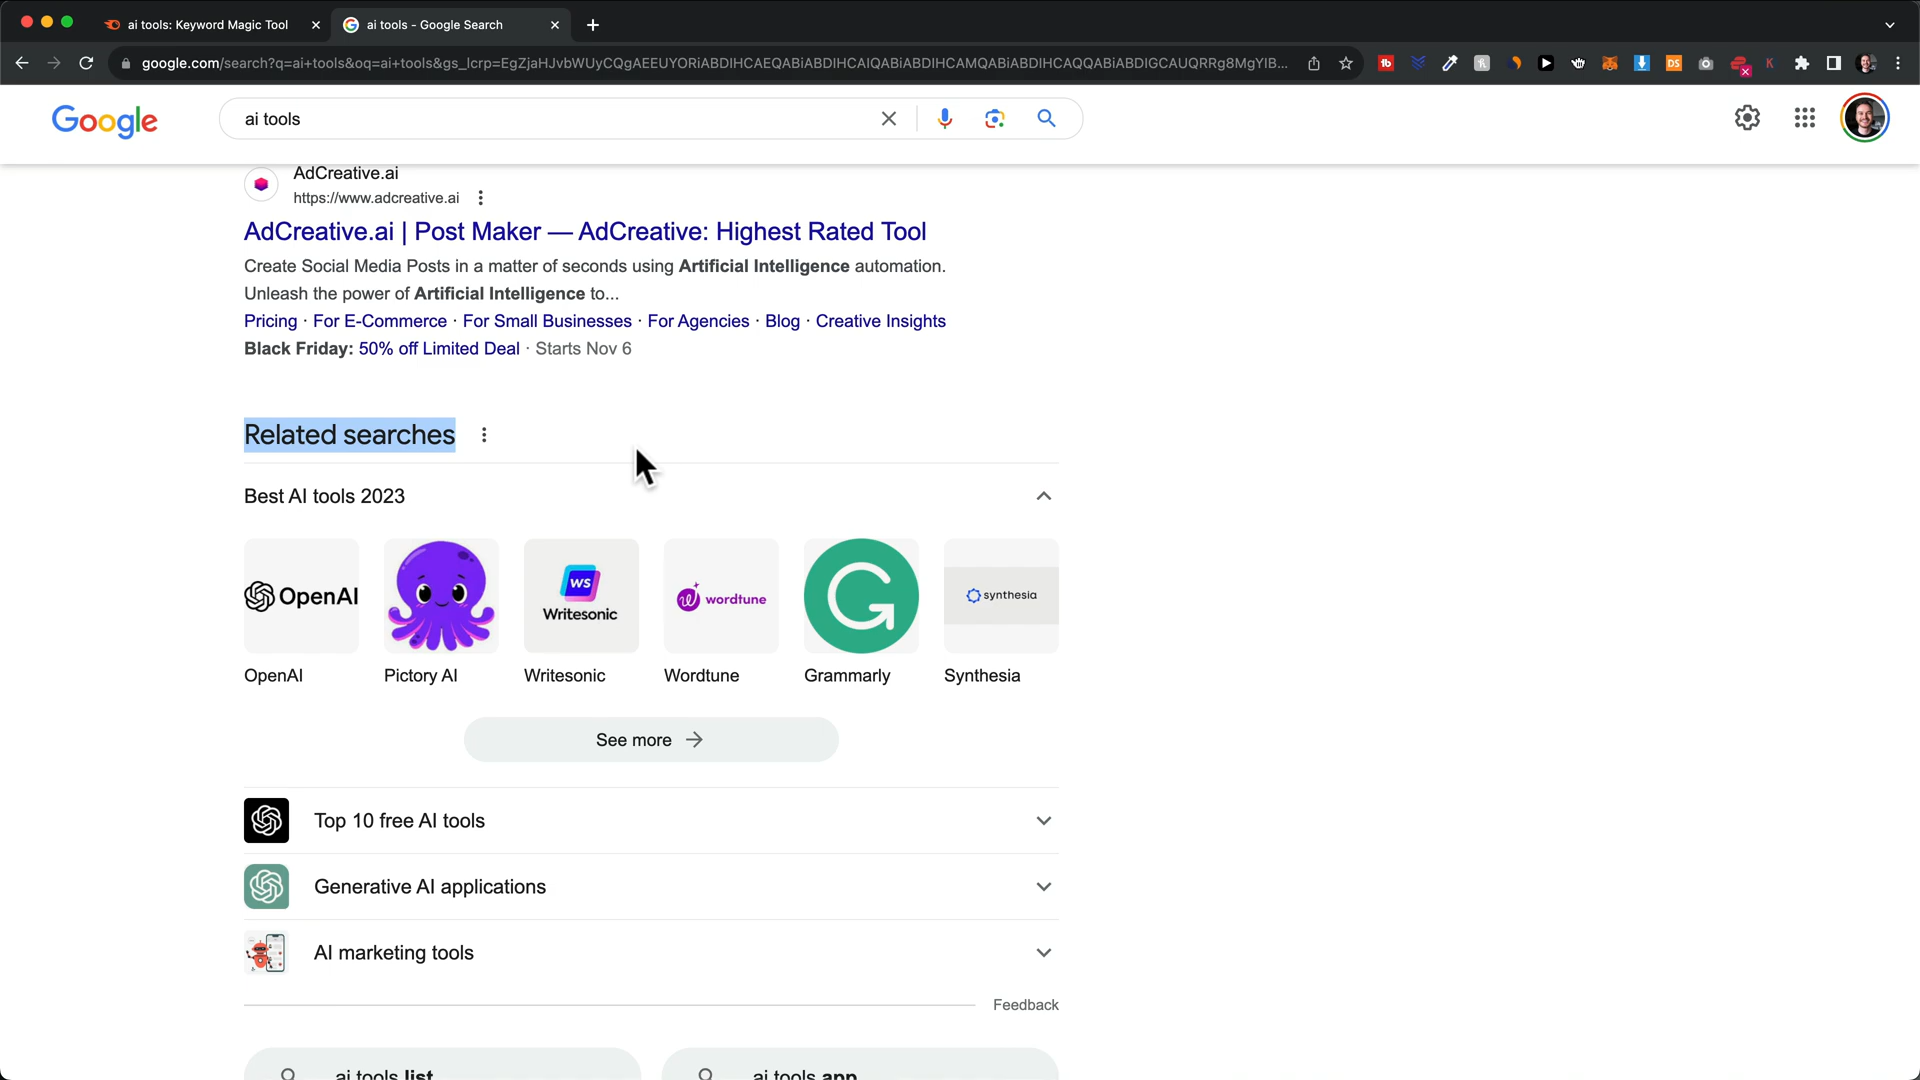 ai tools: Keyword Magic Tool
ai tools - Google Search
google.com/search?q=ai+tools&oq=ai+tools&gs_lcrp=EgZjaHJvbWUyCQgAEEUYORiABDIHCAEQABiABDIHCAIQABiABDIHCAMQABiABDIHCAQQABiABDIGCAUQRRg8MgYIB...
Google
ai tools
AdCreative.ai
https://www.adcreative.ai
AdCreative.ai | Post Maker — AdCreative: Highest Rated Tool
Create Social Media Posts in a matter of seconds using Artificial Intelligence automation.
Unleash the power of Artificial Intelligence to...
Pricing · For E-Commerce · For Small Businesses · For Agencies · Blog · Creative Insights
Black Friday: 50% off Limited Deal · Starts Nov 6
Related searches
Best AI tools 2023
OpenAI
WS
Writesonic
wordtune
synthesia
OpenAI
Pictory AI
Writesonic
Wordtune
Grammarly
Synthesia
See more
Top 10 free AI tools
Generative AI applications
AI marketing tools
Feedback
ai tools list
ai tools app